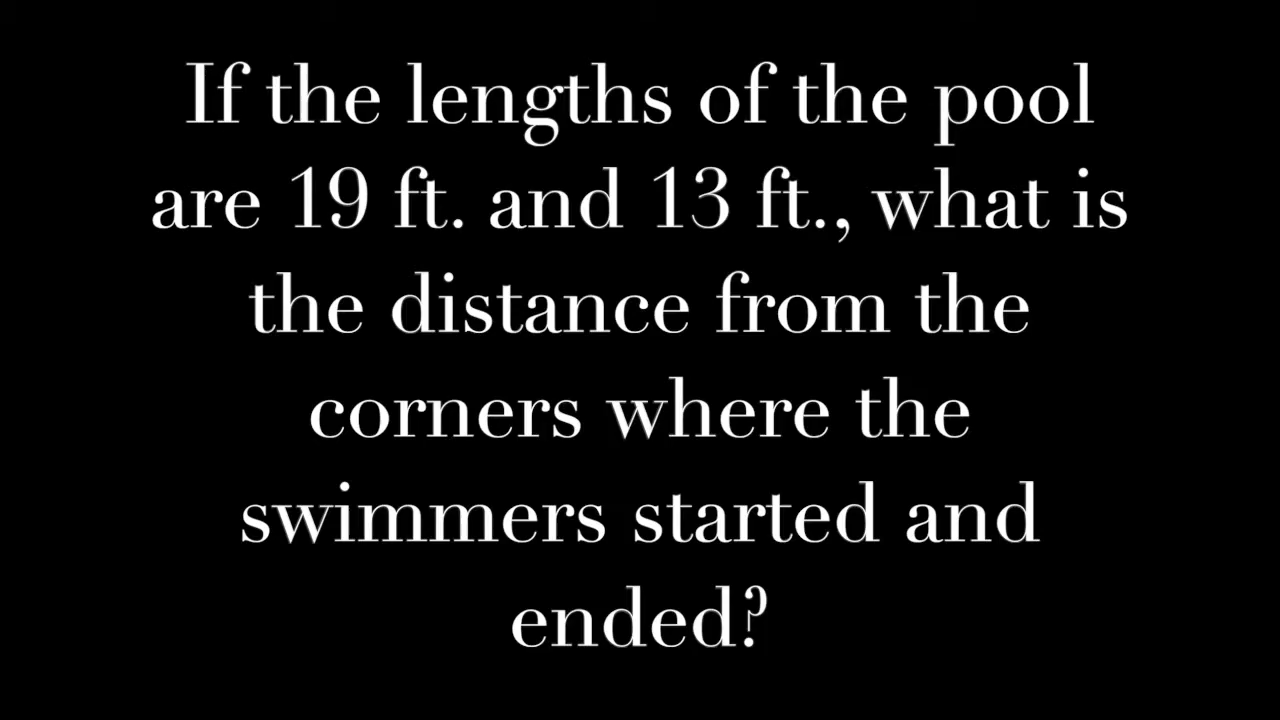 If the lengths of the pool
are 19 ft. and 13 ft., what is
the distance from the
corners where the
swimmers started and
ended?